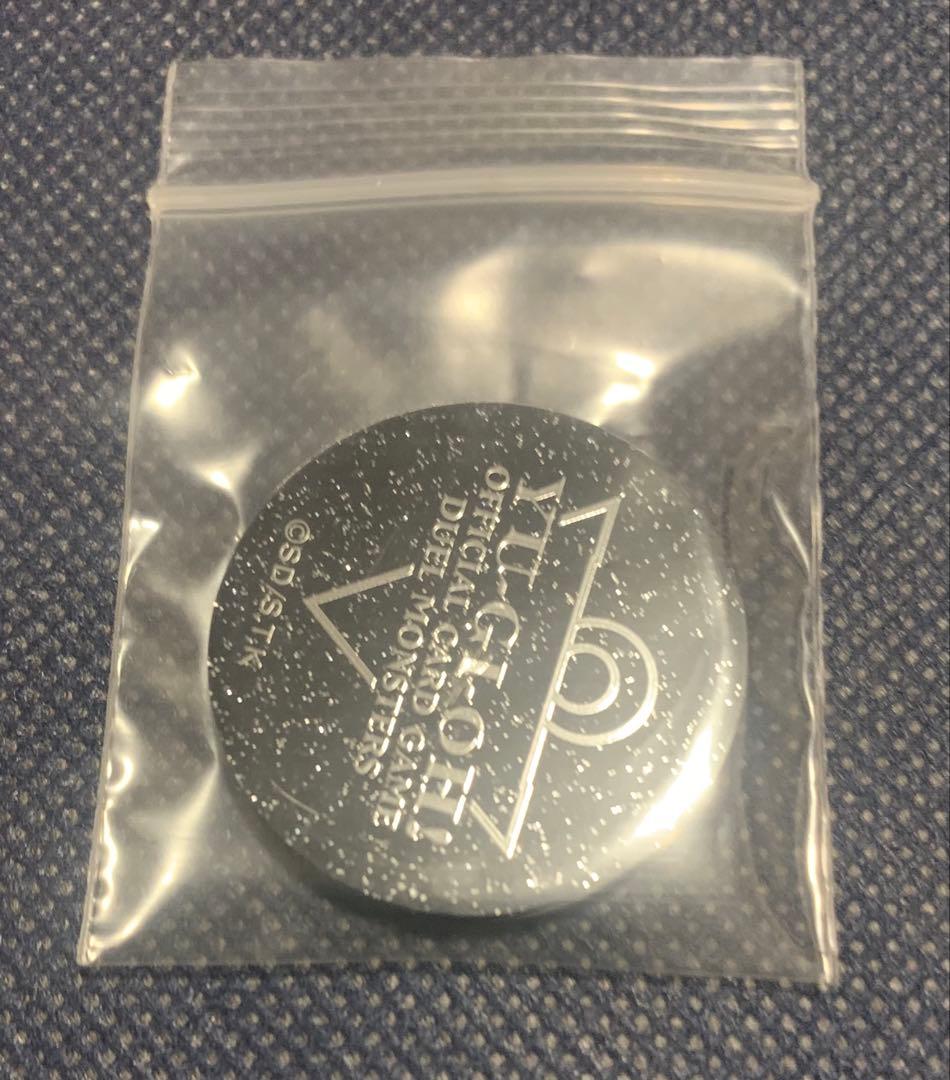 YU-GI-OH!
OFFICIAL CARD GAME
DUEL MONSTERS
©SD/S.T.K